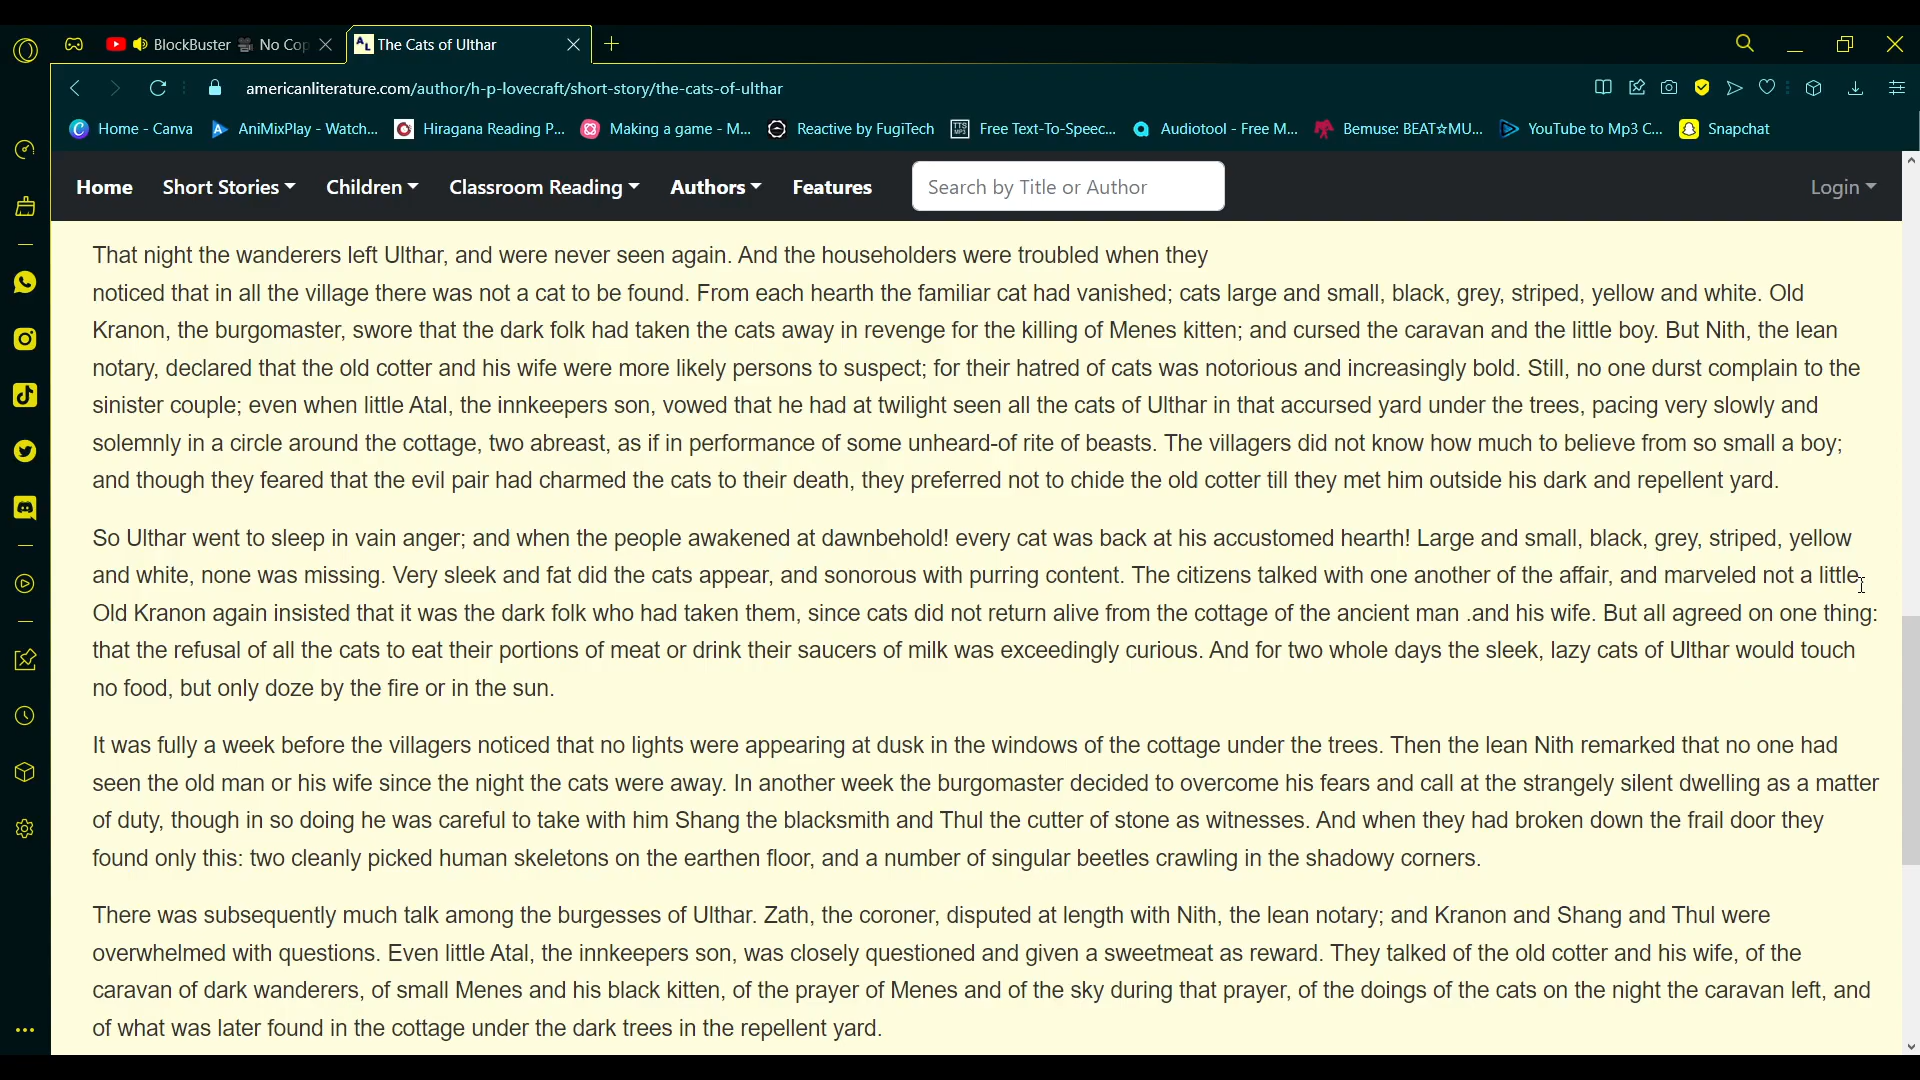 BlockBuster 🎬 No Cop
The Cats of Ulthar
americanliterature.com/author/h-p-lovecraft/short-story/the-cats-of-ulthar
Home - Canva AniMixPlay - Watch... Hiragana Reading P... Making a game - M... Reactive by FugiTech TTS MP3 Free Text-To-Speec... Audiotool - Free M... Bemuse: BEAT☆MU... YouTube to Mp3 C... Snapchat
Home Short Stories Children Classroom Reading Authors Features Search by Title or Author Login
That night the wanderers left Ulthar, and were never seen again. And the householders were troubled when they
noticed that in all the village there was not a cat to be found. From each hearth the familiar cat had vanished; cats large and small, black, grey, striped, yellow and white. Old
Kranon, the burgomaster, swore that the dark folk had taken the cats away in revenge for the killing of Menes kitten; and cursed the caravan and the little boy. But Nith, the lean
notary, declared that the old cotter and his wife were more likely persons to suspect; for their hatred of cats was notorious and increasingly bold. Still, no one durst complain to the
sinister couple; even when little Atal, the innkeepers son, vowed that he had at twilight seen all the cats of Ulthar in that accursed yard under the trees, pacing very slowly and
solemnly in a circle around the cottage, two abreast, as if in performance of some unheard-of rite of beasts. The villagers did not know how much to believe from so small a boy;
and though they feared that the evil pair had charmed the cats to their death, they preferred not to chide the old cotter till they met him outside his dark and repellent yard.
So Ulthar went to sleep in vain anger; and when the people awakened at dawnbehold! every cat was back at his accustomed hearth! Large and small, black, grey, striped, yellow
and white, none was missing. Very sleek and fat did the cats appear, and sonorous with purring content. The citizens talked with one another of the affair, and marveled not a little.
Old Kranon again insisted that it was the dark folk who had taken them, since cats did not return alive from the cottage of the ancient man .and his wife. But all agreed on one thing:
that the refusal of all the cats to eat their portions of meat or drink their saucers of milk was exceedingly curious. And for two whole days the sleek, lazy cats of Ulthar would touch
no food, but only doze by the fire or in the sun.
It was fully a week before the villagers noticed that no lights were appearing at dusk in the windows of the cottage under the trees. Then the lean Nith remarked that no one had
seen the old man or his wife since the night the cats were away. In another week the burgomaster decided to overcome his fears and call at the strangely silent dwelling as a matter
of duty, though in so doing he was careful to take with him Shang the blacksmith and Thul the cutter of stone as witnesses. And when they had broken down the frail door they
found only this: two cleanly picked human skeletons on the earthen floor, and a number of singular beetles crawling in the shadowy corners.
There was subsequently much talk among the burgesses of Ulthar. Zath, the coroner, disputed at length with Nith, the lean notary; and Kranon and Shang and Thul were
overwhelmed with questions. Even little Atal, the innkeepers son, was closely questioned and given a sweetmeat as reward. They talked of the old cotter and his wife, of the
caravan of dark wanderers, of small Menes and his black kitten, of the prayer of Menes and of the sky during that prayer, of the doings of the cats on the night the caravan left, and
of what was later found in the cottage under the dark trees in the repellent yard.